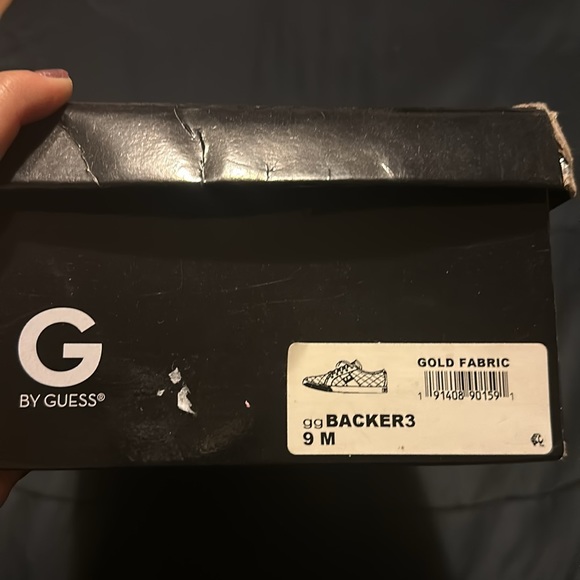 G
BY GUESS®
GOLD FABRIC
1 91408 90159 1
ggBACKER3
9 M